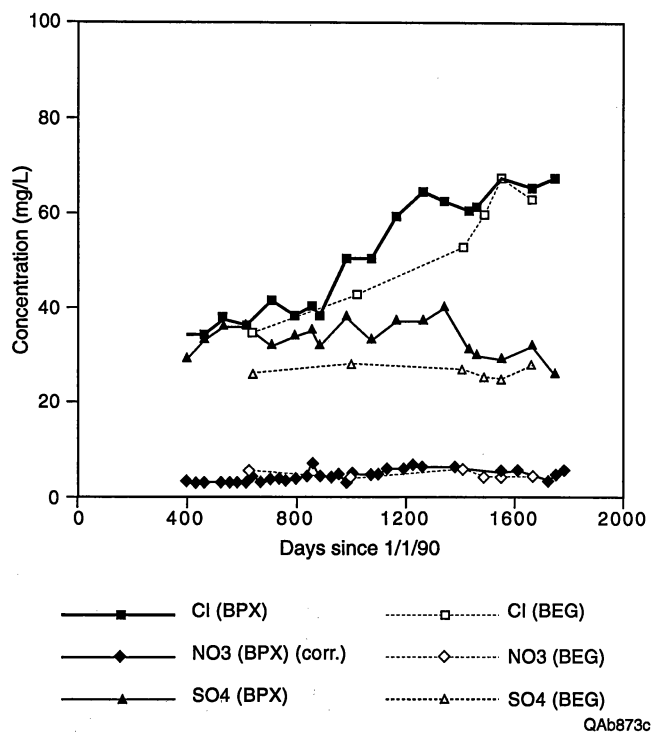 100
80
60
40
20
0
Concentration (mg/L)
0 400 800 1200 1600 2000
Days since 1/1/90
Cl (BPX) Cl (BEG)
NO3 (BPX) (corr.) NO3 (BEG)
SO4 (BPX) SO4 (BEG)
QAb873c